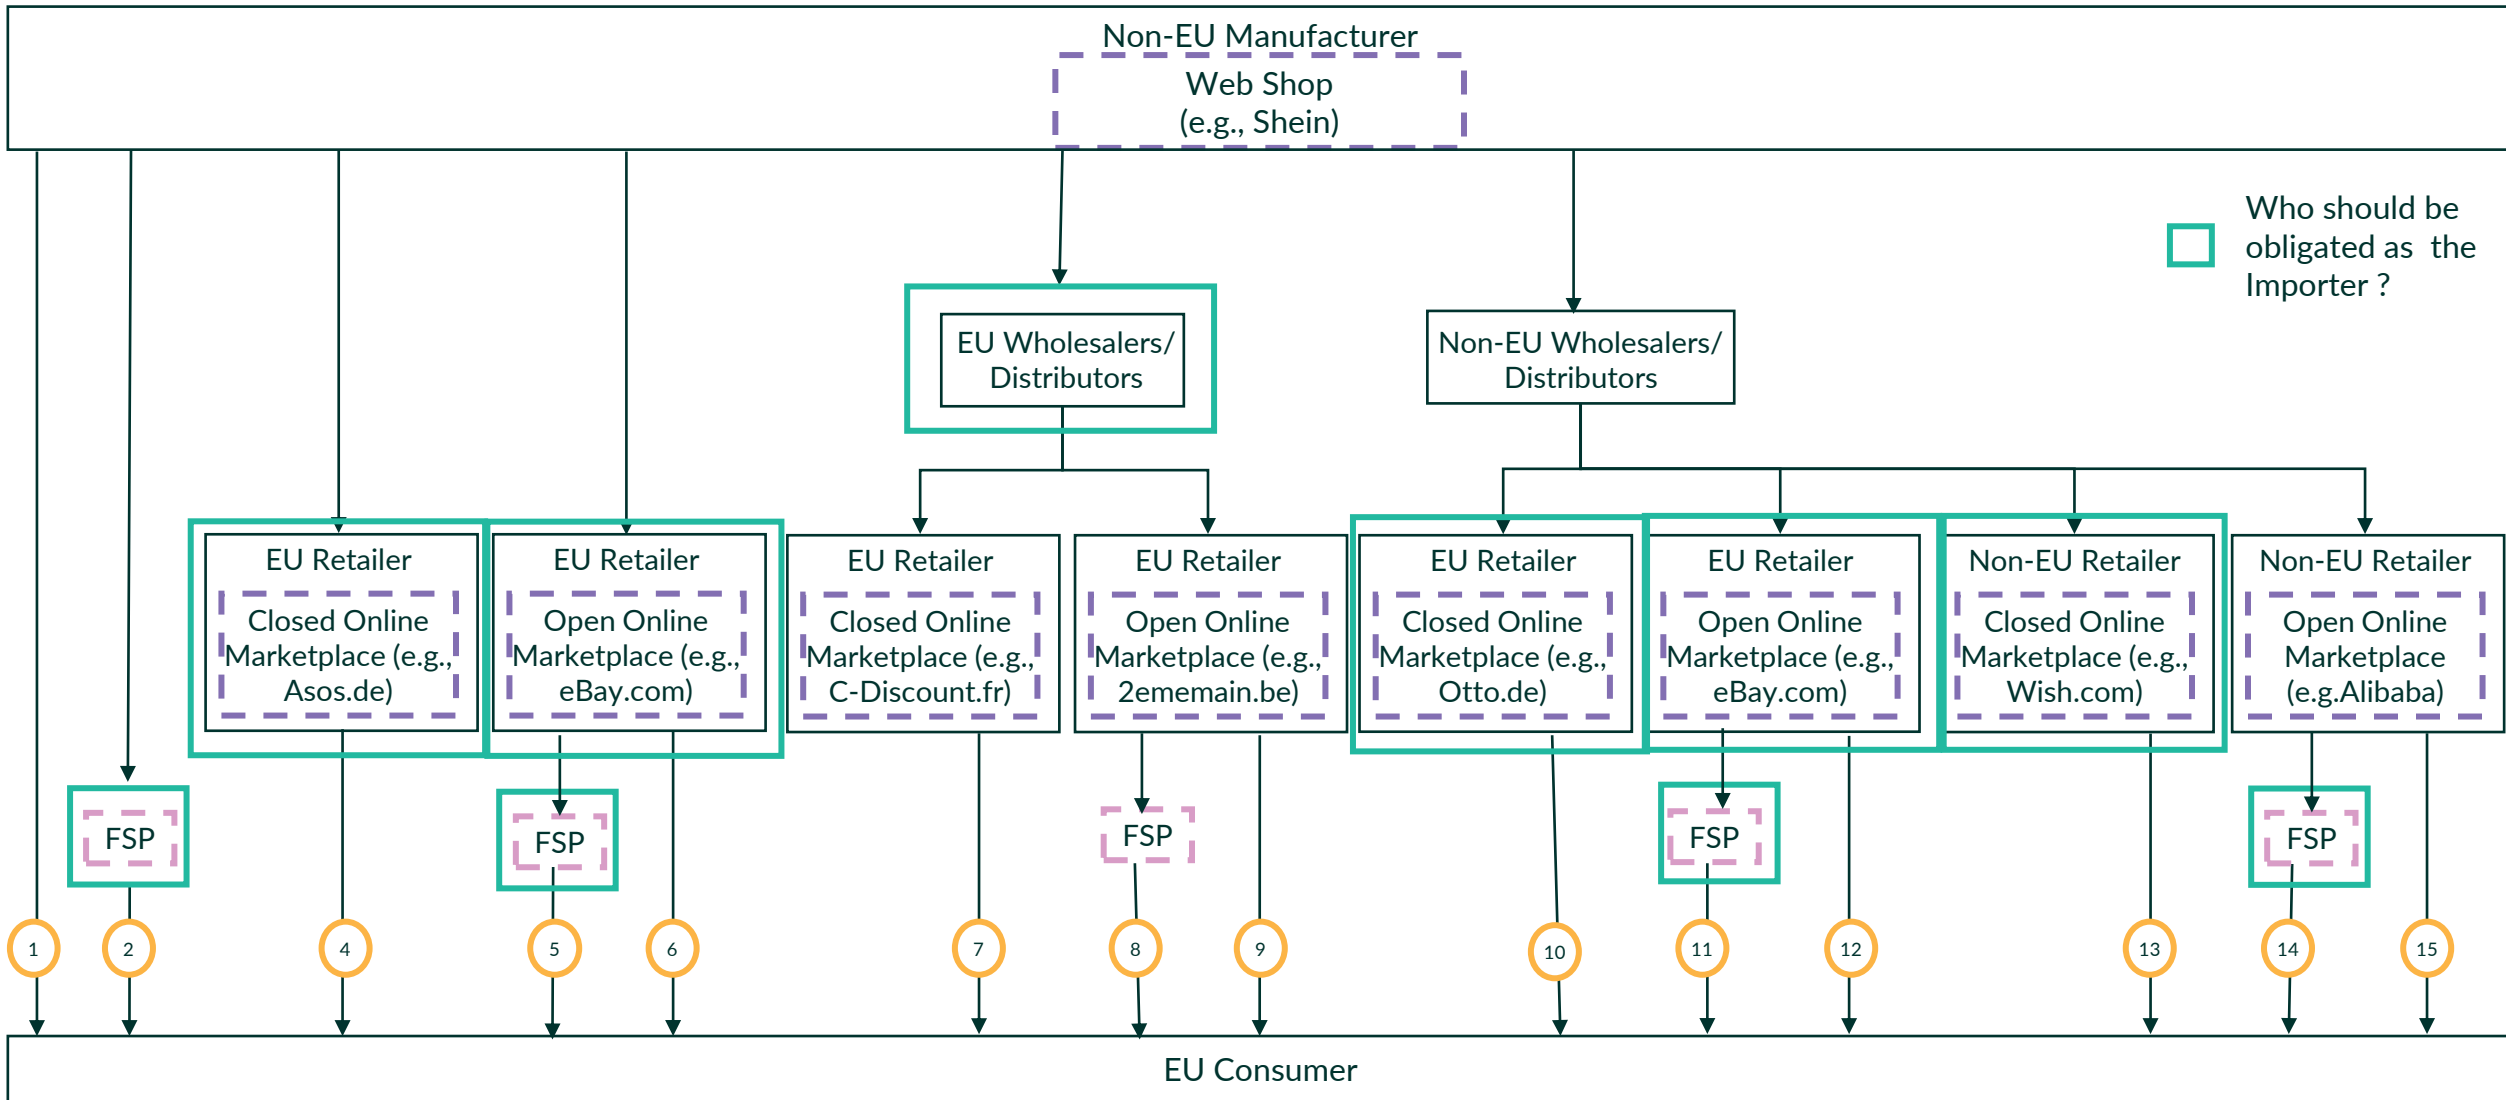 Non-EU Manufacturer
Web Shop
(e.g., Shein)
Who should be
obligated as  the
Importer ?
EU Wholesalers/
Distributors
Non-EU Wholesalers/
Distributors
EU Retailer
Closed Online
Marketplace (e.g.,
Asos.de)
EU Retailer
Open Online
Marketplace (e.g.,
eBay.com)
EU Retailer
Closed Online
Marketplace (e.g.,
C-Discount.fr)
EU Retailer
Open Online
Marketplace (e.g.,
2ememain.be)
EU Retailer
Closed Online
Marketplace (e.g.,
Otto.de)
EU Retailer
Open Online
Marketplace (e.g.,
eBay.com)
Non-EU Retailer
Closed Online
Marketplace (e.g.,
Wish.com)
Non-EU Retailer
Open Online
Marketplace
(e.g.Alibaba)
FSP
FSP
FSP
FSP
FSP
1
2
4
5
6
7
8
9
10
11
12
13
14
15
EU Consumer